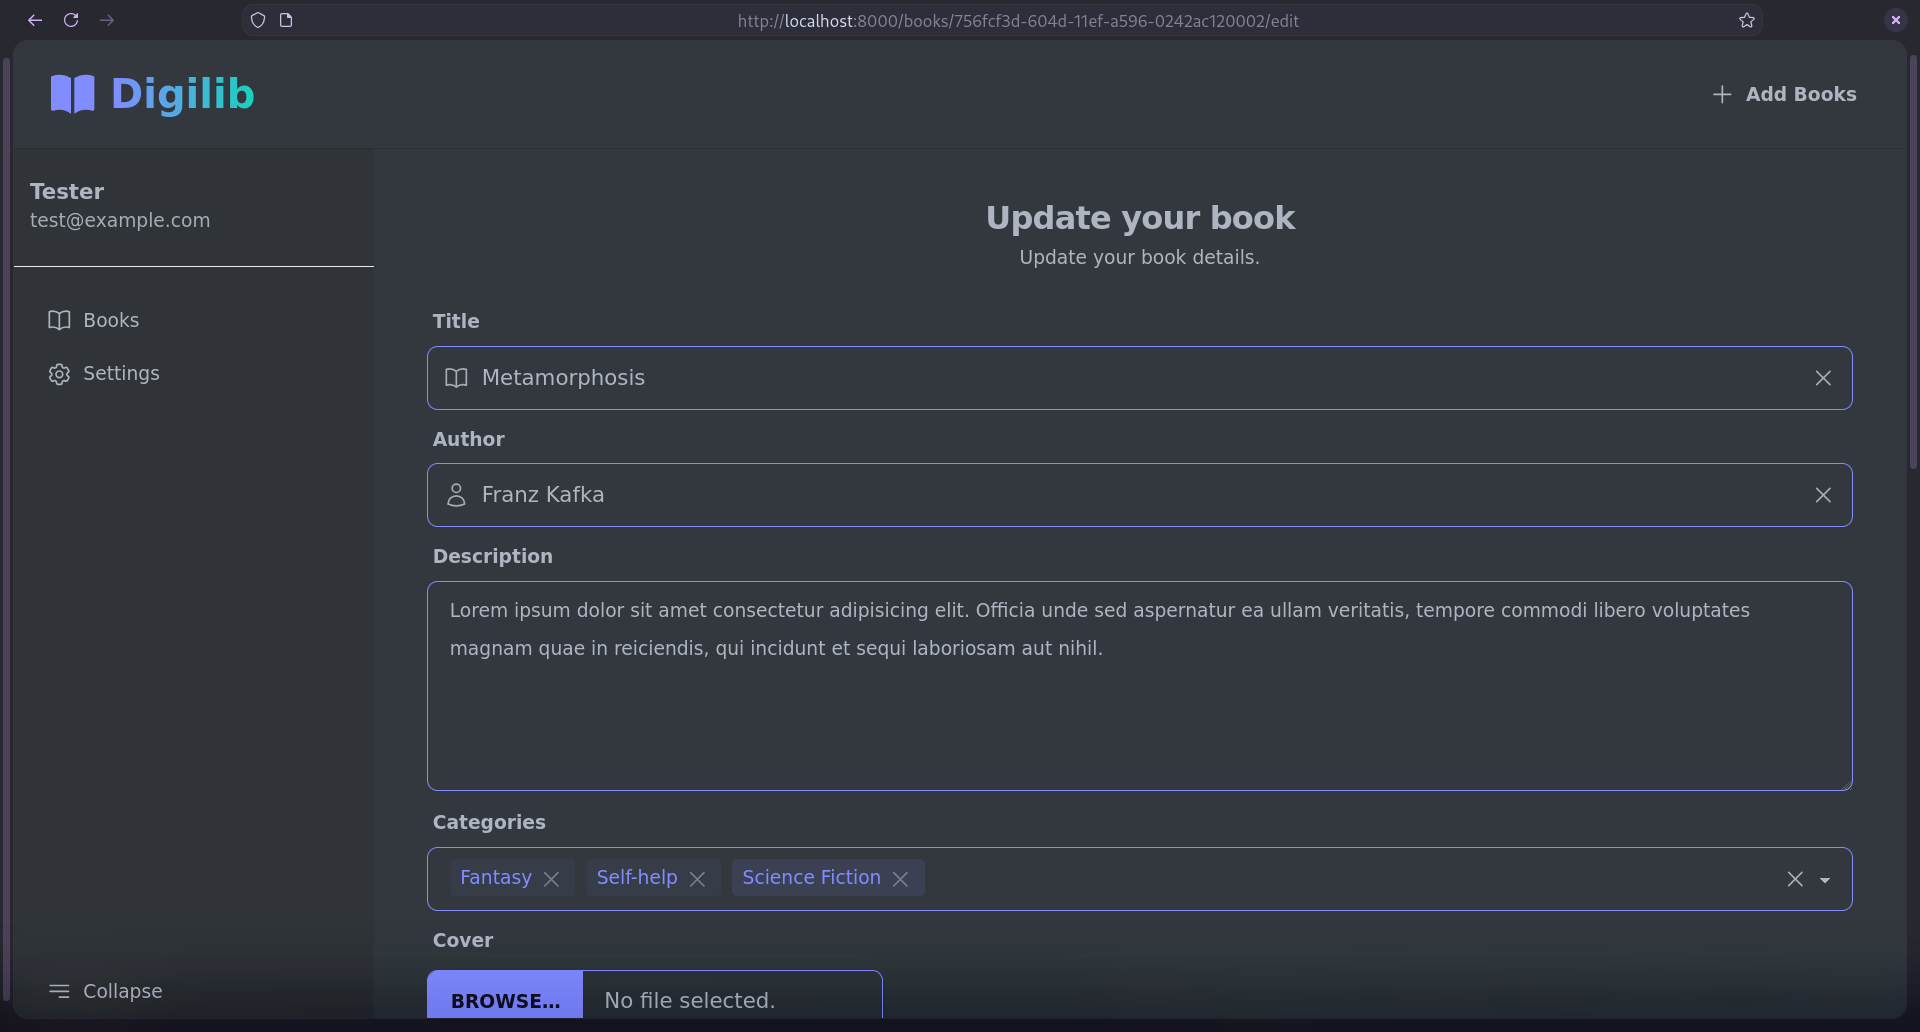 http://localhost:8000/books/756fcf3d-604d-11ef-a596-0242ac120002/edit
Digilib
Add Books
Tester
test@example.com
Books
Settings
Collapse
Update your book
Update your book details.
Title
Metamorphosis
Author
Franz Kafka
Description
Lorem ipsum dolor sit amet consectetur adipisicing elit. Officia unde sed aspernatur ea ullam veritatis, tempore commodi libero voluptates
magnam quae in reiciendis, qui incidunt et sequi laboriosam aut nihil.
Categories
Fantasy Self-help Science Fiction
Cover
BROWSE... No file selected.